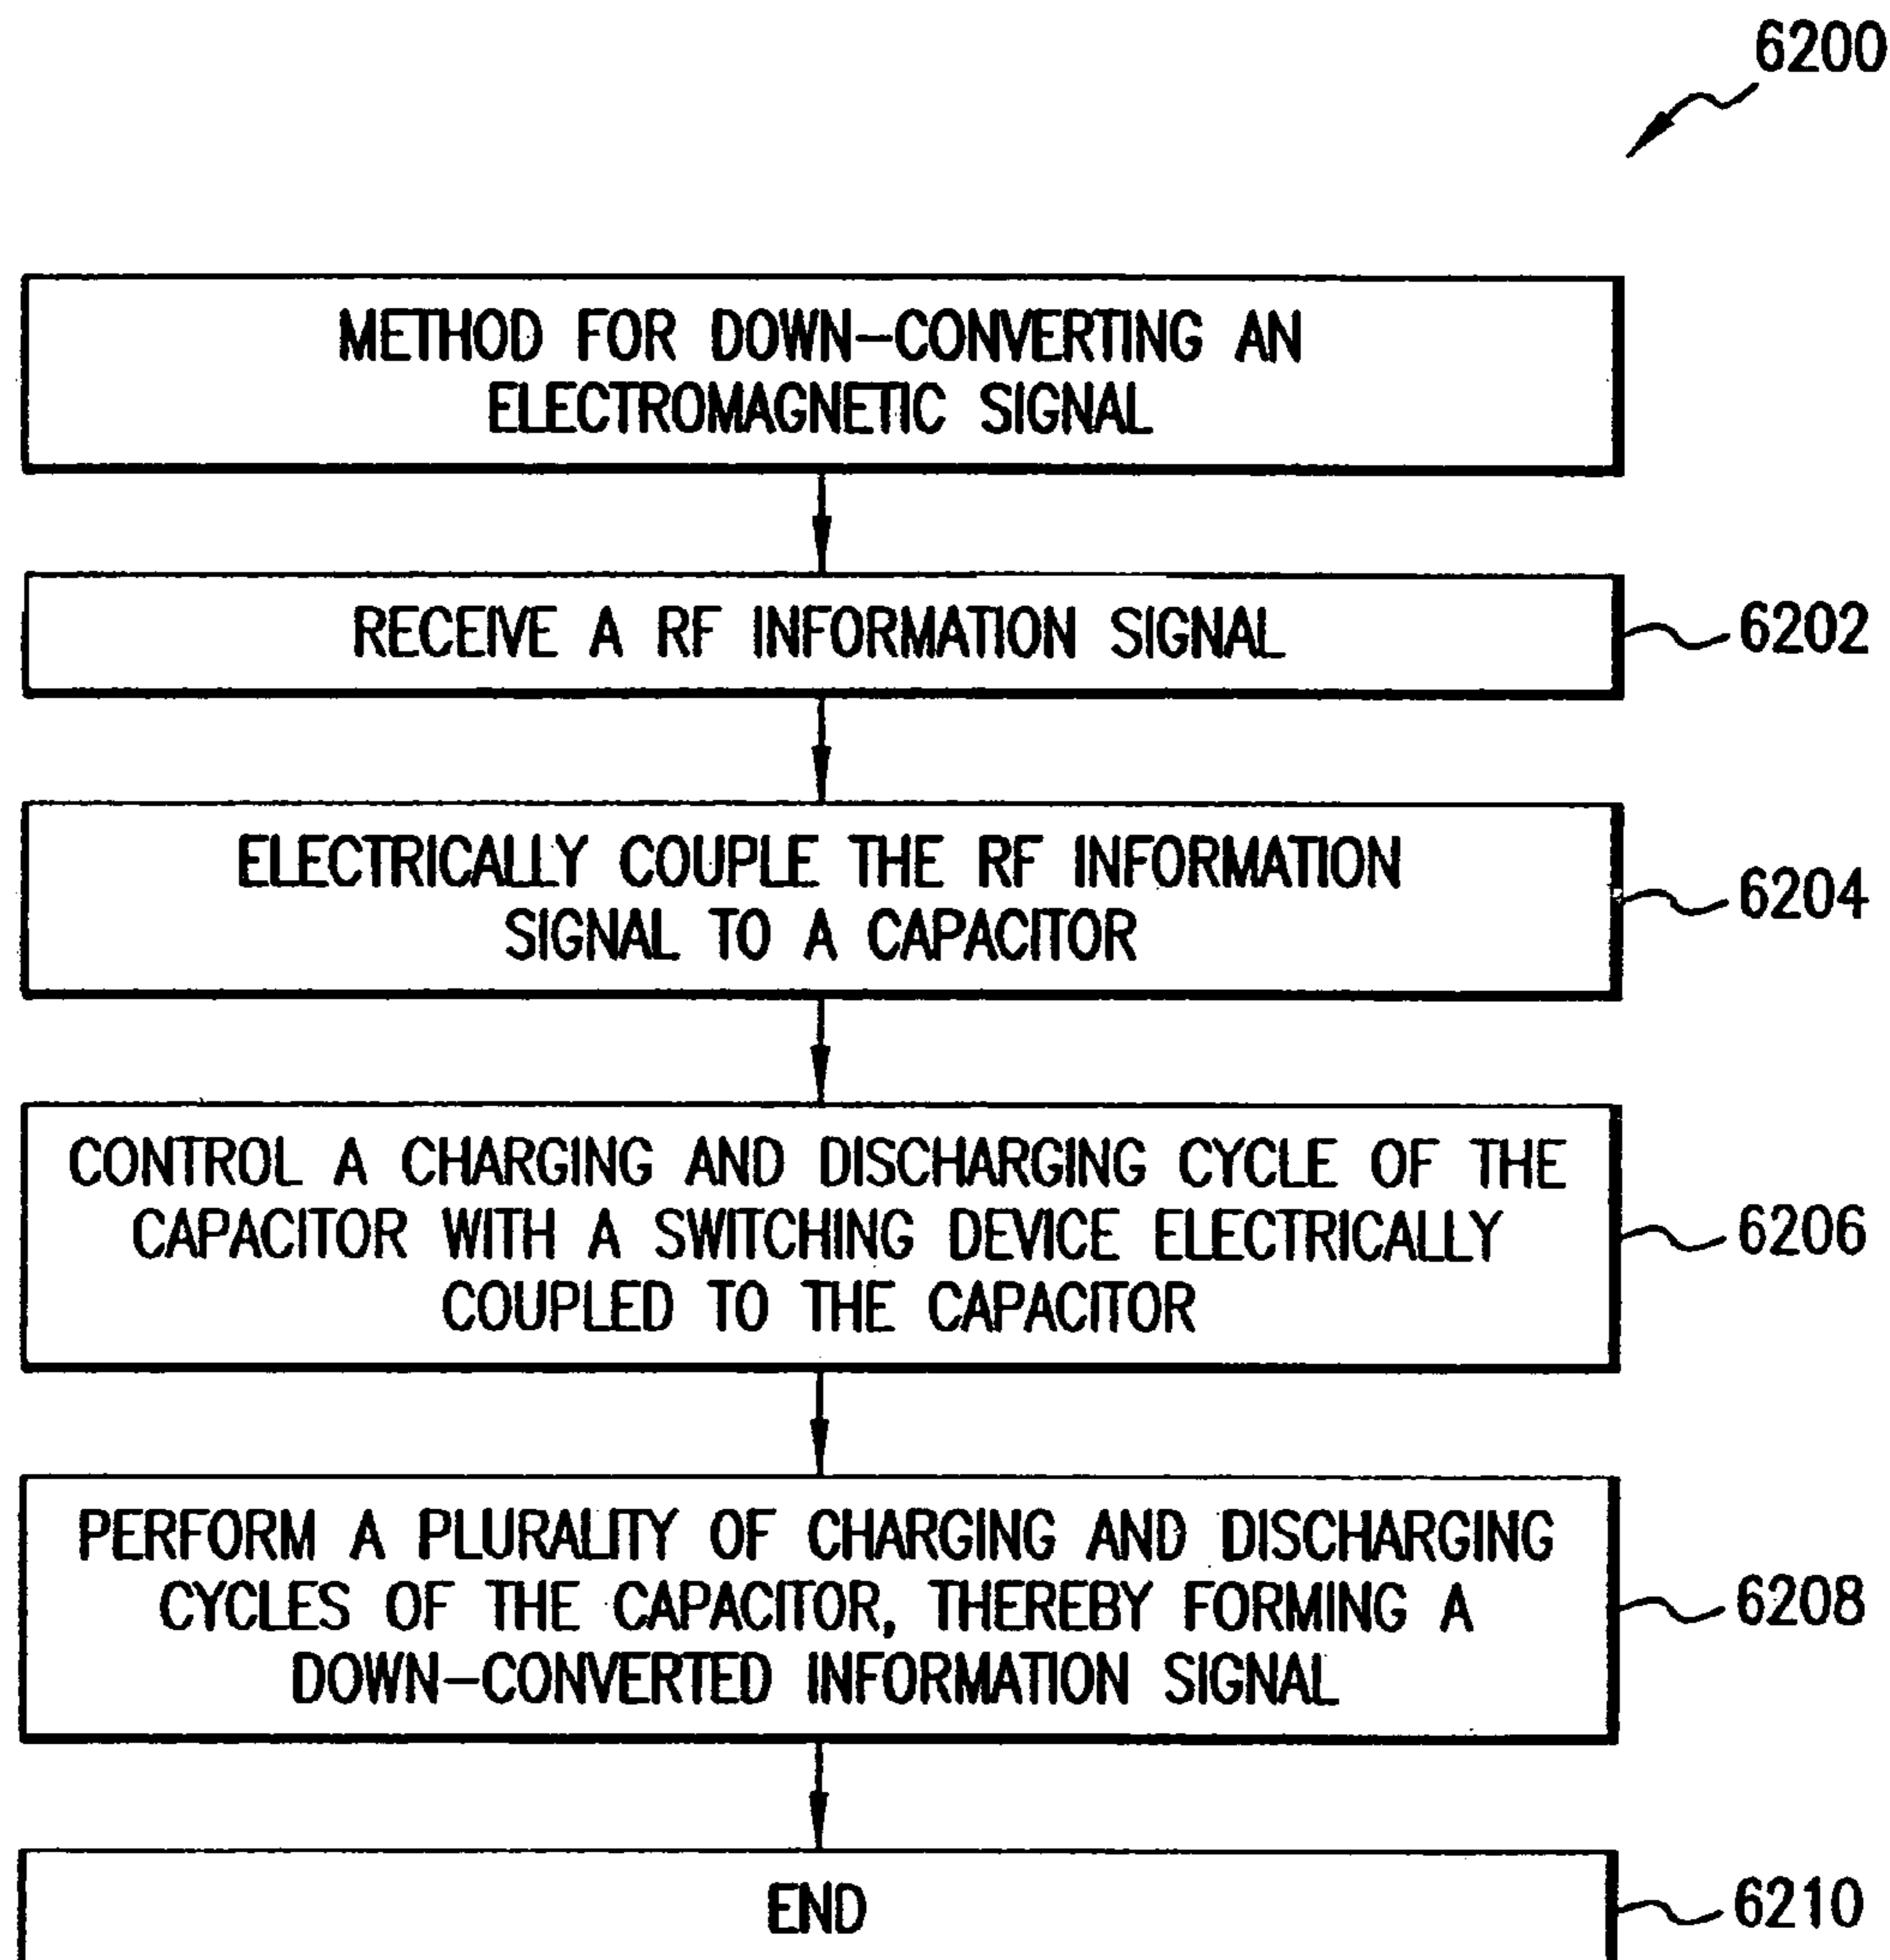 6200
METHOD FOR DOWN-CONVERTING AN
ELECTROMAGNETIC SIGNAL
RECEIVE A RF INFORMATION SIGNAL
6202
ELECTRICALLY COUPLE THE RF INFORMATION
SIGNAL TO A CAPACITOR
6204
CONTROL A CHARGING AND DISCHARGING CYCLE OF THE
CAPACITOR WITH A SWITCHING DEVICE ELECTRICALLY
COUPLED TO THE CAPACITOR
6206
PERFORM A PLURALITY OF CHARGING AND DISCHARGING
CYCLES OF THE CAPACITOR, THEREBY FORMING A
DOWN-CONVERTED INFORMATION SIGNAL
6208
END
6210